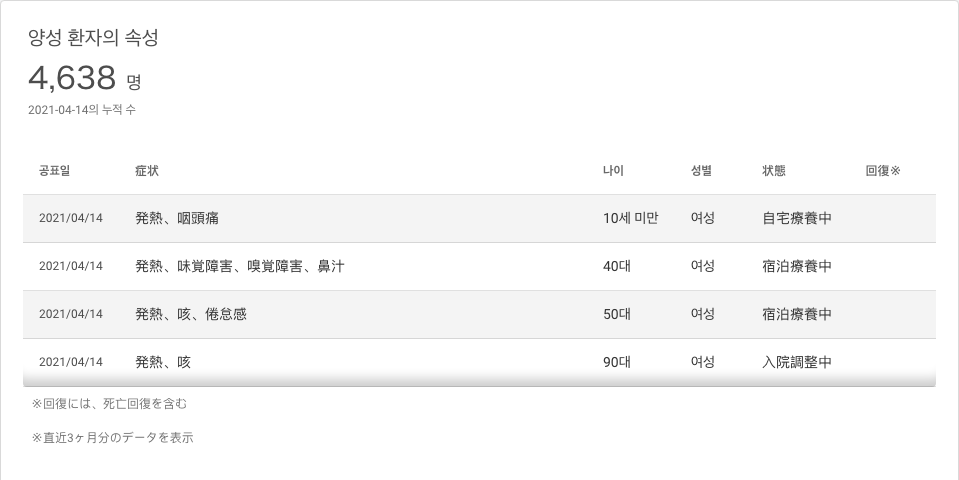 양성 환자의 속성
4,638 명
2021-04-14의 누적 수
공표일 症状 나이 성별 状態 回復※
2021/04/14 発熱、咽頭痛 10세 미만 여성 自宅療養中
2021/04/14 発熱、味覚障害、嗅覚障害、鼻汁 40대 여성 宿泊療養中
2021/04/14 発熱、咳、倦怠感 50대 여성 宿泊療養中
2021/04/14 発熱、咳 90대 여성 入院調整中
※回復には、死亡回復を含む
※直近3ヶ月分のデータを表示